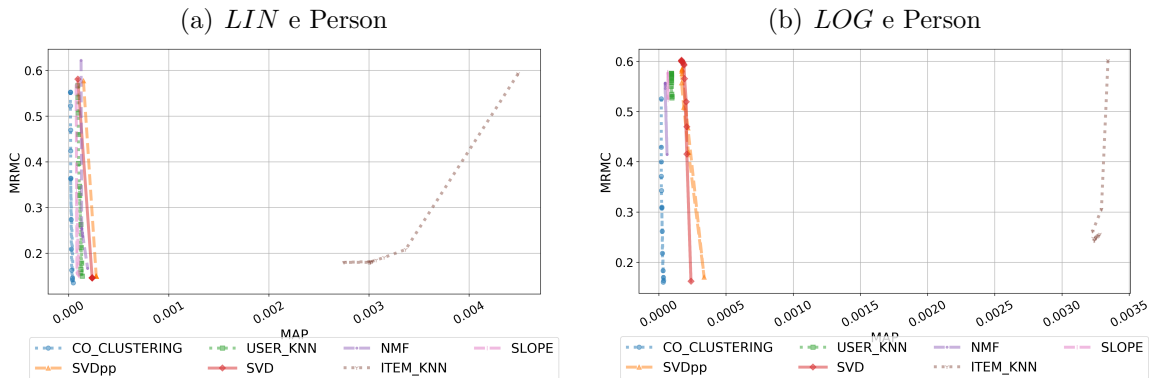 (a) LIN e Person
0.6
0.5
0.4
0.3
0.2
MRMC
0.000
0.001
0.002
0.003
0.004
MAP
CO_CLUSTERING
USER_KNN
NMF
SLOPE
SVDpp
SVD
ITEM_KNN
(b) LOG e Person
0.6
0.5
0.4
0.3
0.2
MRMC
0.0000
0.0005
0.0010
0.0015
0.0020
0.0025
0.0030
0.0035
MAP
CO_CLUSTERING
USER_KNN
NMF
SLOPE
SVDpp
SVD
ITEM_KNN